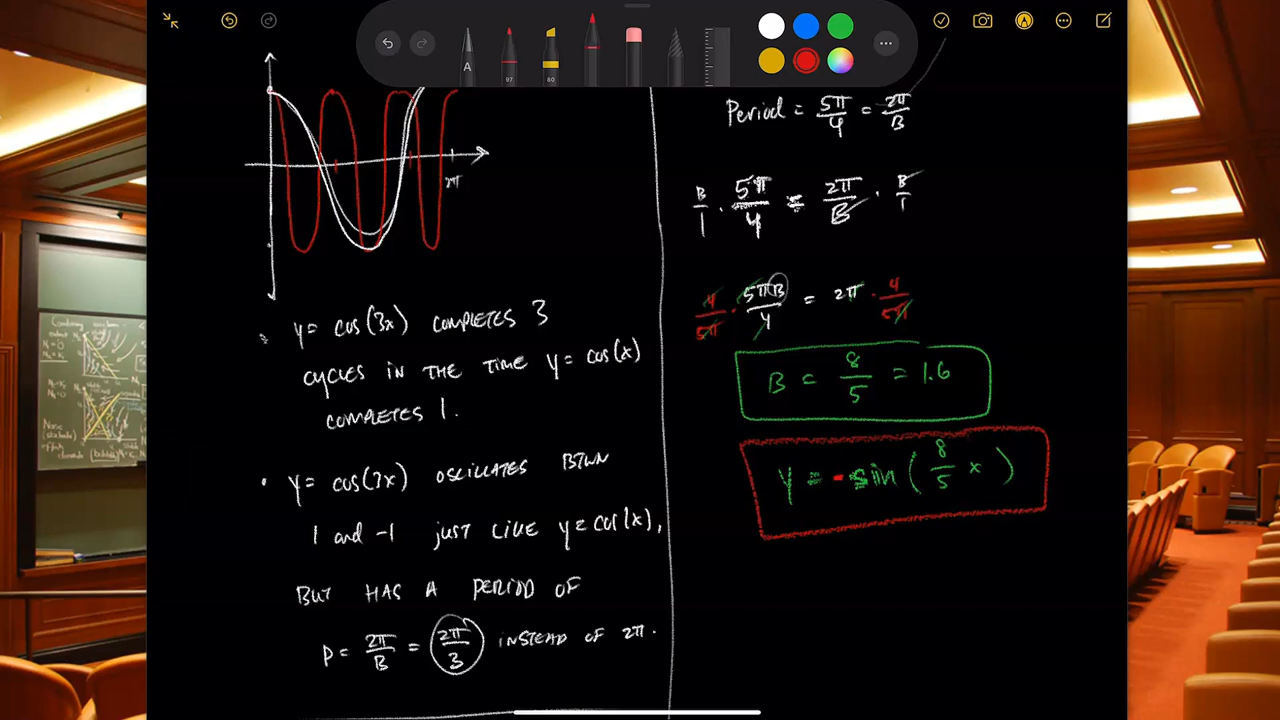 A
97
80
2π
y = cos(3x) COMPLETES 3
CYCLES IN THE TIME y = cos(x)
COMPLETES 1.
• y = cos(3x) OSCILLATES BTWN
1 and -1 JUST LIKE y = cos(x),
BUT HAS A PERIOD OF
P = 2π/B = 2π/3 INSTEAD OF 2π.
Period = 5π/4 = 2π/B
B/1 · 5π/4 = 2π/B · B/1
4/5π · 5πB/4 = 2π · 4/5π
B = 8/5 = 1.6
y = -sin(8/5 x)